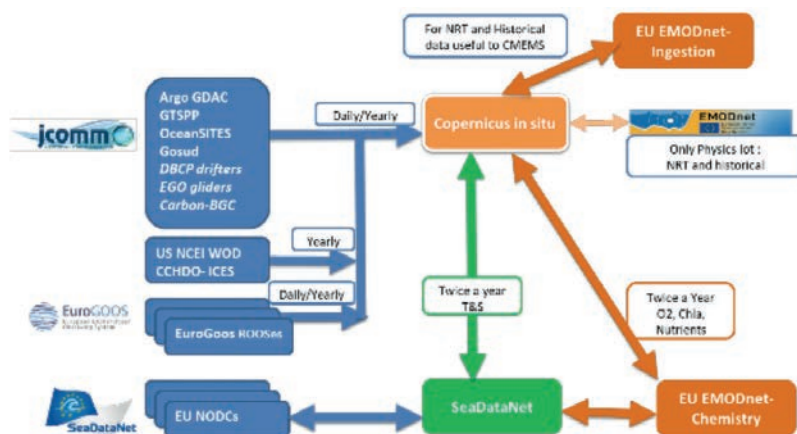 For NRT and Historical
data useful to CMEMS
EU EMODnet-
Ingestion
jcomm
Argo GDAC
GTSPP
OceanSITES
Gosud
DBCP drifters
EGO gliders
Carbon-BGC
Daily/Yearly
Copernicus in situ
EMODnet
Only Physics lot :
NRT and historical
US NCEI WOD
CCHDO- ICES
Yearly
Daily/Yearly
EuroGOOS
EuroGoos ROOSes
Twice a year
T&S
Twice a Year
O2, Chla,
Nutrients
SeaDataNet
EU NODCs
SeaDataNet
EU EMODnet-
Chemistry